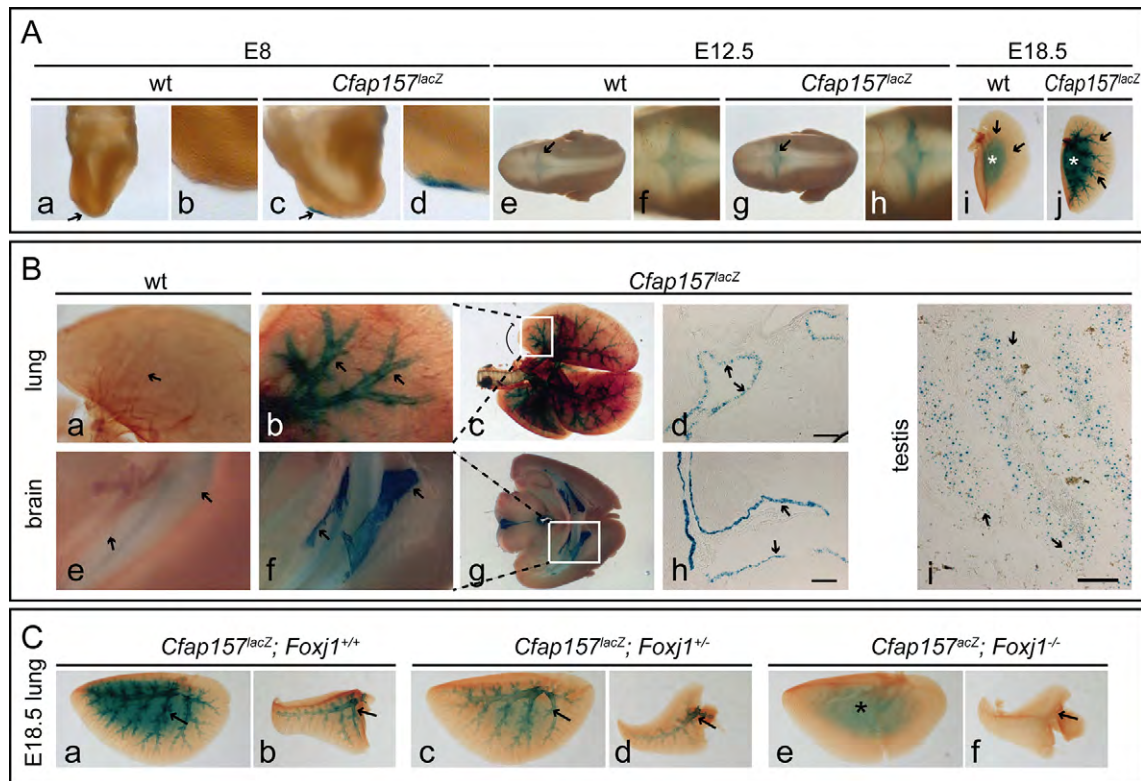 A
E8 E12.5 E18.5
wt Cfap157lacZ wt Cfap157lacZ wt Cfap157lacZ
a b c d e f g h i j
B
wt Cfap157lacZ
lung
a b c d
testis
brain
e f g h i
C
Cfap157lacZ; Foxj1+/+ Cfap157lacZ; Foxj1+/- Cfap157acZ; Foxj1-/-
E18.5 lung
a b c d e f